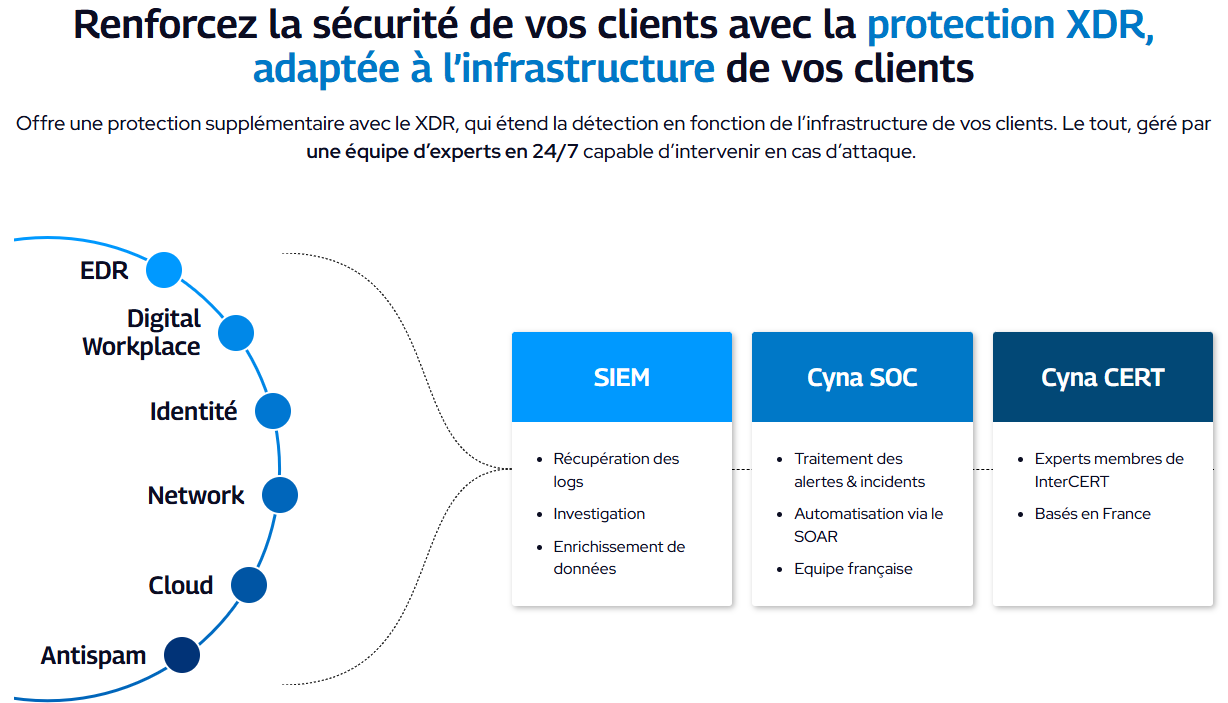 Renforcez la sécurité de vos clients avec la protection XDR,
adaptée à l’infrastructure de vos clients
Offre une protection supplémentaire avec le XDR, qui étend la détection en fonction de l’infrastructure de vos clients. Le tout, géré par
une équipe d’experts en 24/7 capable d’intervenir en cas d’attaque.
EDR
Digital
Workplace
Identité
Network
Cloud
Antispam
SIEM
Récupération des
logs
Investigation
Enrichissement de
données
Cyna SOC
Traitement des
alertes & incidents
Automatisation via le
SOAR
Equipe française
Cyna CERT
Experts membres de
InterCERT
Basés en France